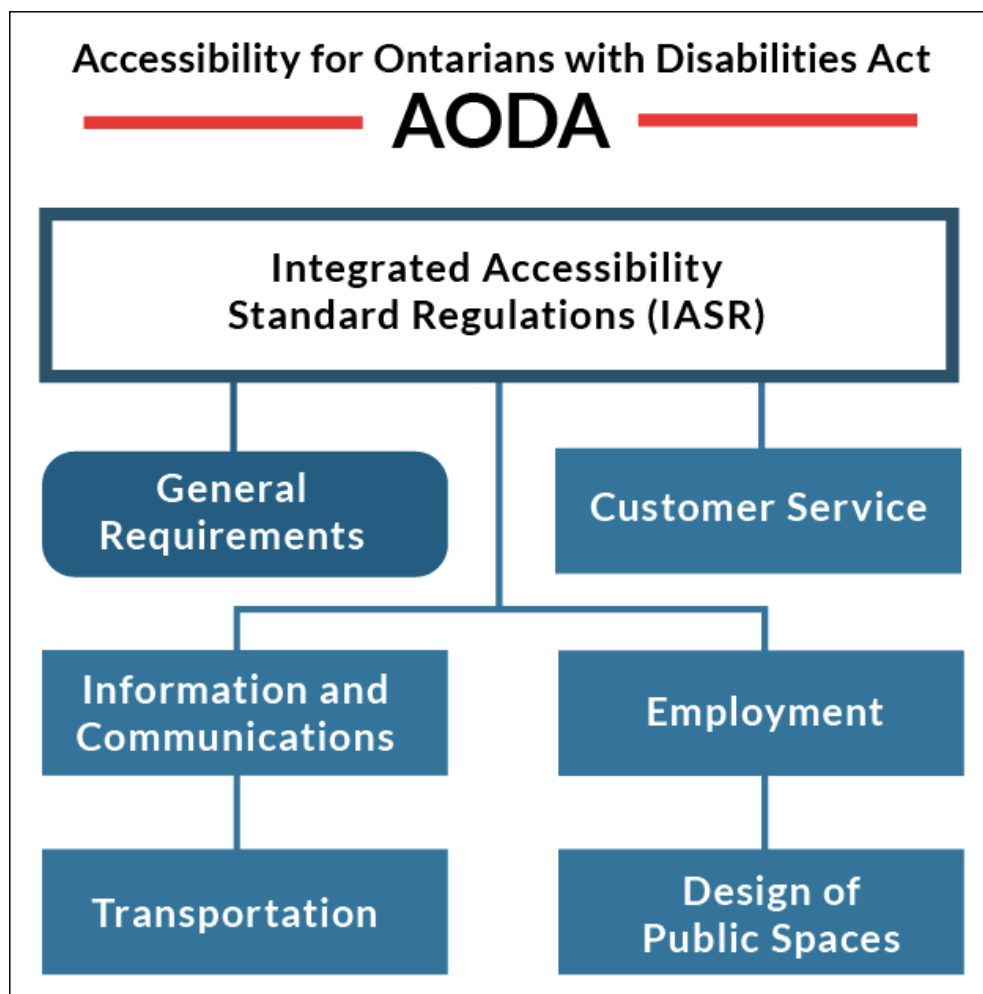 Accessibility for Ontarians with Disabilities Act
AODA
Integrated Accessibility
Standard Regulations (IASR)
General
Requirements
Customer Service
Information and
Communications
Employment
Transportation
Design of
Public Spaces